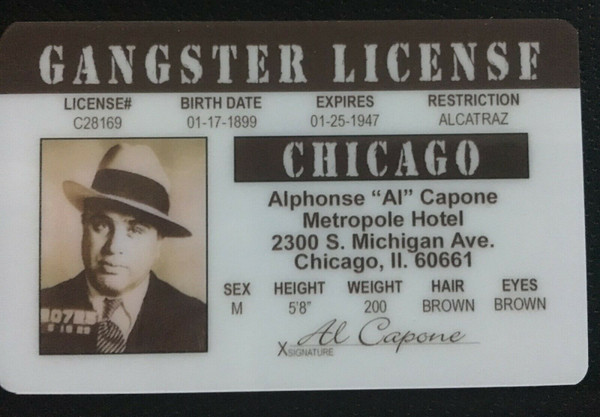 GANGSTER LICENSE
LICENSE# BIRTH DATE EXPIRES RESTRICTION
C28169 01-17-1899 01-25-1947 ALCATRAZ
CHICAGO
Alphonse “Al” Capone
Metropole Hotel
2300 S. Michigan Ave.
Chicago, Il. 60661
SEX HEIGHT WEIGHT HAIR EYES
M 5'8" 200 BROWN BROWN
Al Capone
XSIGNATURE